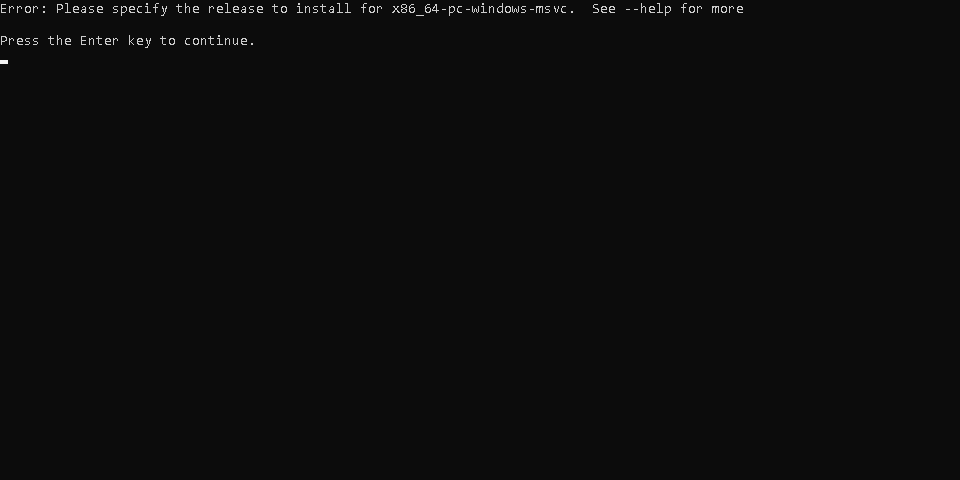 Error: Please specify the release to install for x86_64-pc-windows-msvc.  See --help for more
Press the Enter key to continue.